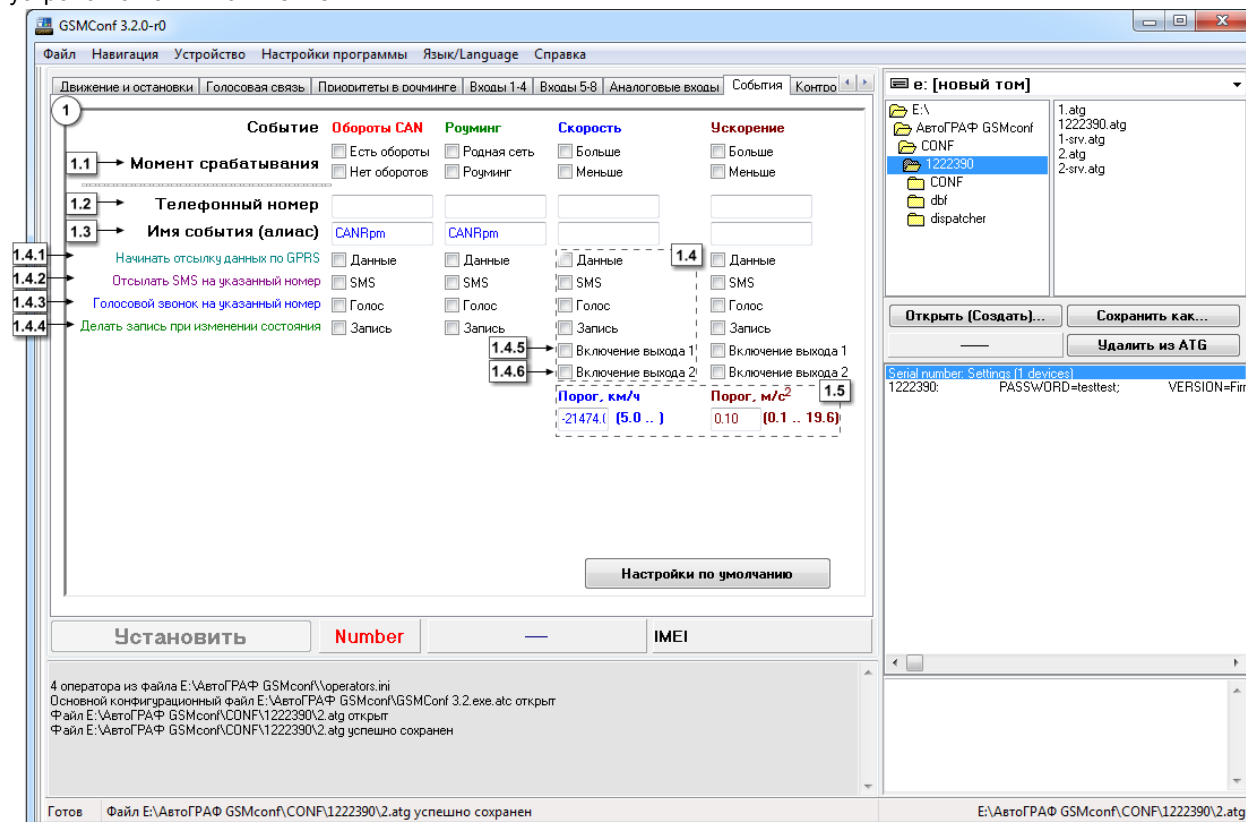 GSMConf 3.2.0-r0
Файл Навигация Устройство Настройки программы Язык/Language Справка
Движение и остановки Голосовая связь Приоритеты в роуминге Входы 1-4 Входы 5-8 Аналоговые входы События Контро
1
Событие Обороты CAN Роуминг Скорость Ускорение
1.1 Момент срабатывания
Есть обороты Родная сеть Больше Больше
Нет оборотов Роуминг Меньше Меньше
1.2 Телефонный номер
1.3 Имя события (алиас) CANRpm CANRpm
1.4
1.4.1 Начинать отсылку данных по GPRS Данные Данные Данные Данные
1.4.2 Отсылать SMS на указанный номер SMS SMS SMS SMS
1.4.3 Голосовой звонок на указанный номер Голос Голос Голос Голос
1.4.4 Делать запись при изменении состояния Запись Запись Запись Запись
1.4.5 Включение выхода 1 Включение выхода 1
1.4.6 Включение выхода 2 Включение выхода 2
Порог, км/ч Порог, м/с2 1.5
-21474.( (5.0 .. ) 0.10 (0.1 .. 19.6)
Настройки по умолчанию
Установить Number — IMEI
4 оператора из файла E:\АвтоГРАФ GSMconf\\operators.ini
Основной конфигурационный файл E:\АвтоГРАФ GSMconf\GSMConf 3.2.exe.atc открыт
Файл E:\АвтоГРАФ GSMconf\CONF\1222390\2.atg открыт
Файл E:\АвтоГРАФ GSMconf\CONF\1222390\2.atg успешно сохранен
Готов Файл E:\АвтоГРАФ GSMconf\CONF\1222390\2.atg успешно сохранен
e: [новый том]
E:\
АвтоГРАФ GSMconf
CONF
1222390
CONF
dbf
dispatcher
1.atg
1222390.atg
1-srv.atg
2.atg
2-srv.atg
Открыть (Создать)... Сохранить как...
— Удалить из ATG
Serial number: Settings (1 devices)
1222390: PASSWORD=testtest; VERSION=Fir
E:\АвтоГРАФ GSMconf\CONF\1222390\2.atg